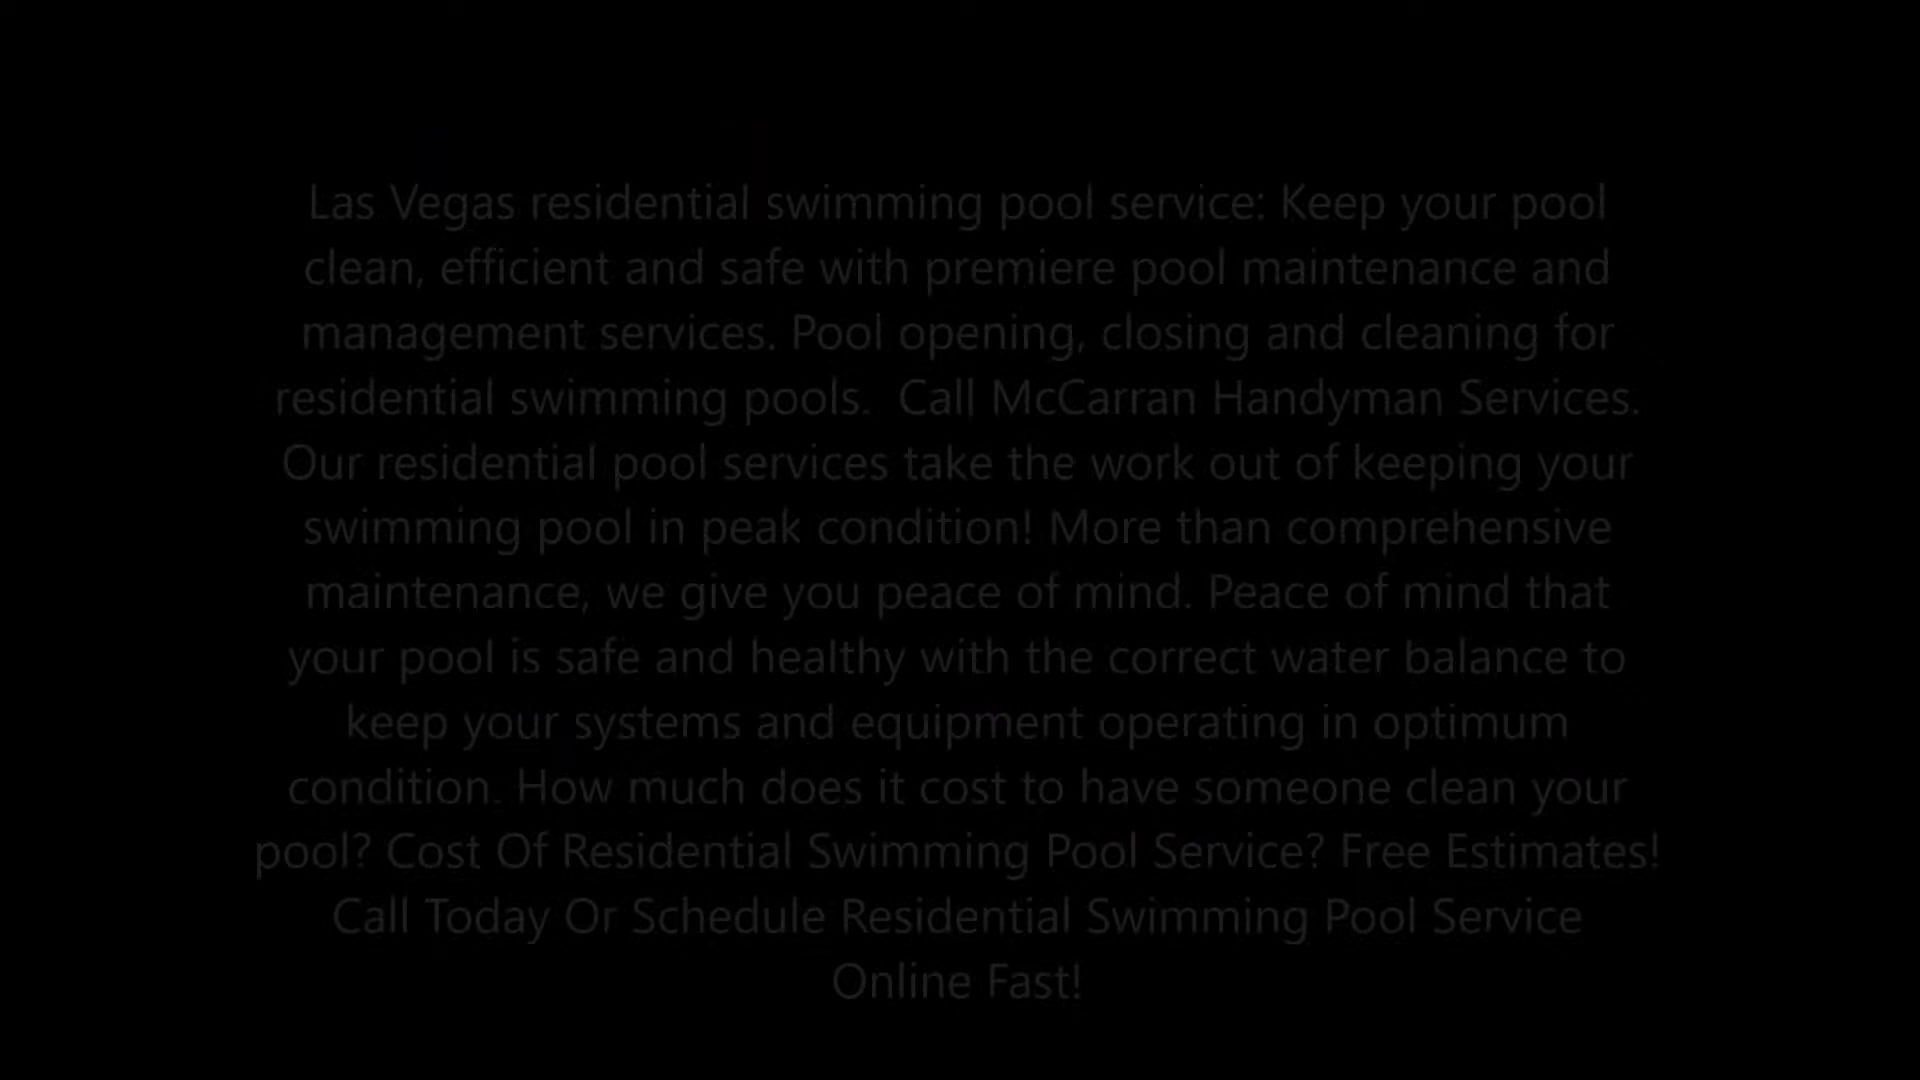 Las Vegas residential swimming pool service: Keep your pool
clean, efficient and safe with premiere pool maintenance and
management services. Pool opening, closing and cleaning for
residential swimming pools.  Call McCarran Handyman Services.
Our residential pool services take the work out of keeping your
swimming pool in peak condition! More than comprehensive
maintenance, we give you peace of mind. Peace of mind that
your pool is safe and healthy with the correct water balance to
keep your systems and equipment operating in optimum
condition. How much does it cost to have someone clean your
pool? Cost Of Residential Swimming Pool Service? Free Estimates!
Call Today Or Schedule Residential Swimming Pool Service
Online Fast!